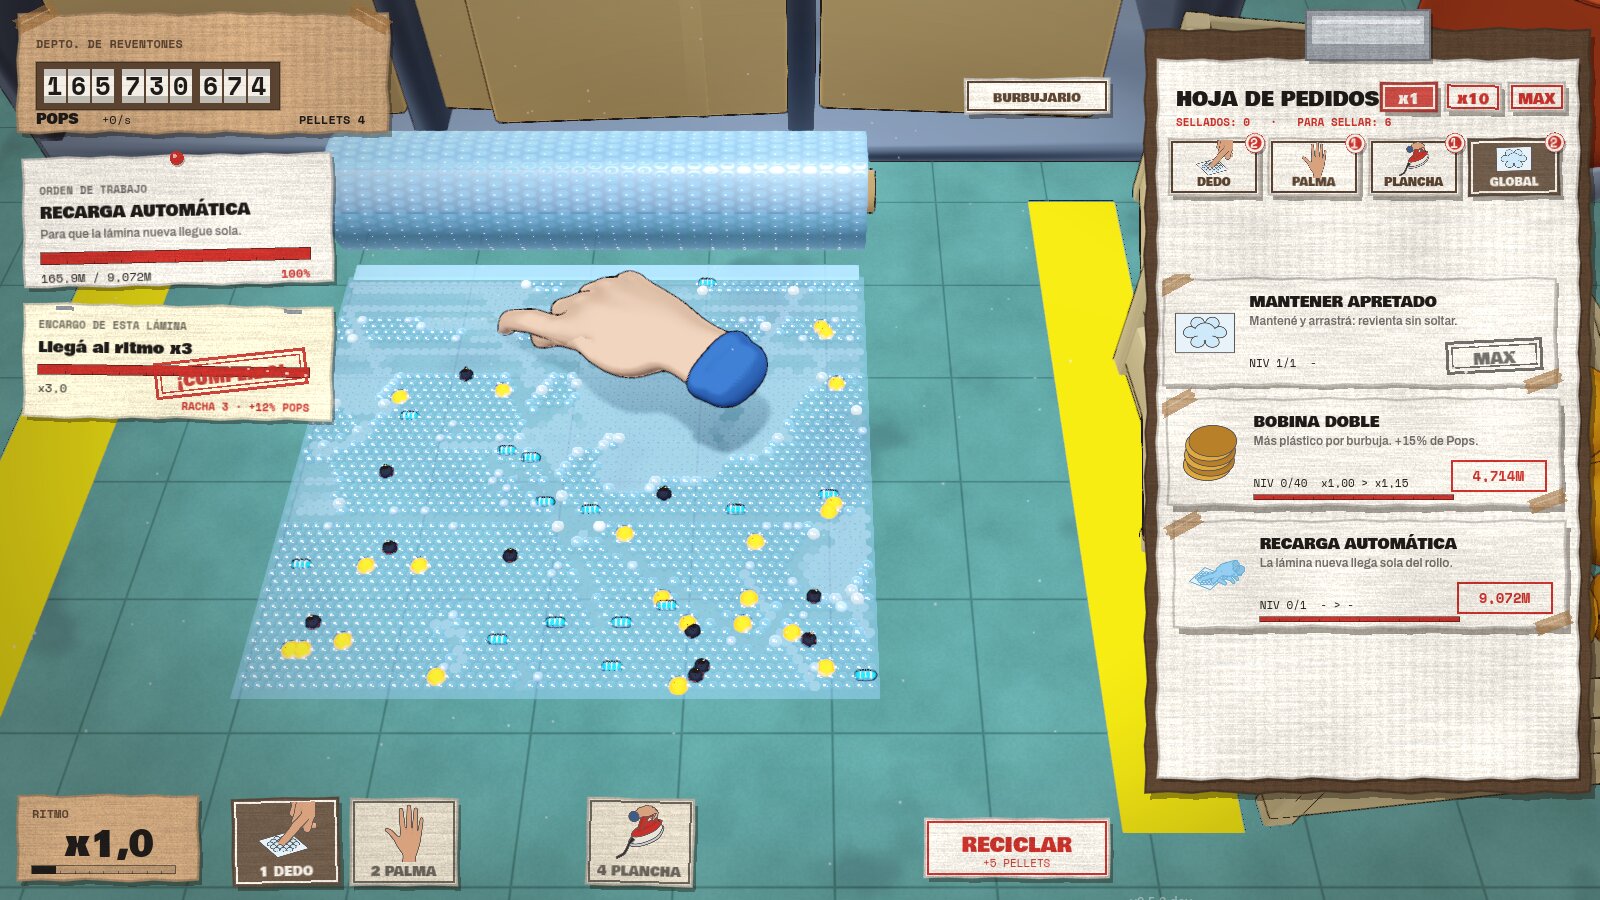 DEPTO. DE REVENTONES
165 730 674
POPS +0/s PELLETS 4
ORDEN DE TRABAJO
RECARGA AUTOMÁTICA
Para que la lámina nueva llegue sola.
165.9M / 9.072M 100%
ENCARGO DE ESTA LÁMINA
Llegá al ritmo x3
x3,0
RACHA 3 · +12% POPS
BURBUJARIO
HOJA DE PEDIDOS x1 x10 MAX
SELLADOS: 0 · PARA SELLAR: 6
2 1 1 2
DEDO PALMA PLANCHA GLOBAL
MANTENER APRETADO
Mantené y arrastrá: revienta sin soltar.
NIV 1/1 -
MAX
BOBINA DOBLE
Más plástico por burbuja. +15% de Pops.
NIV 0/40 x1,00 > x1,15
4,714M
RECARGA AUTOMÁTICA
La lámina nueva llega sola del rollo.
NIV 0/1 - > -
9,072M
RITMO
x1,0
1 DEDO
2 PALMA
4 PLANCHA
RECICLAR
+5 PELLETS